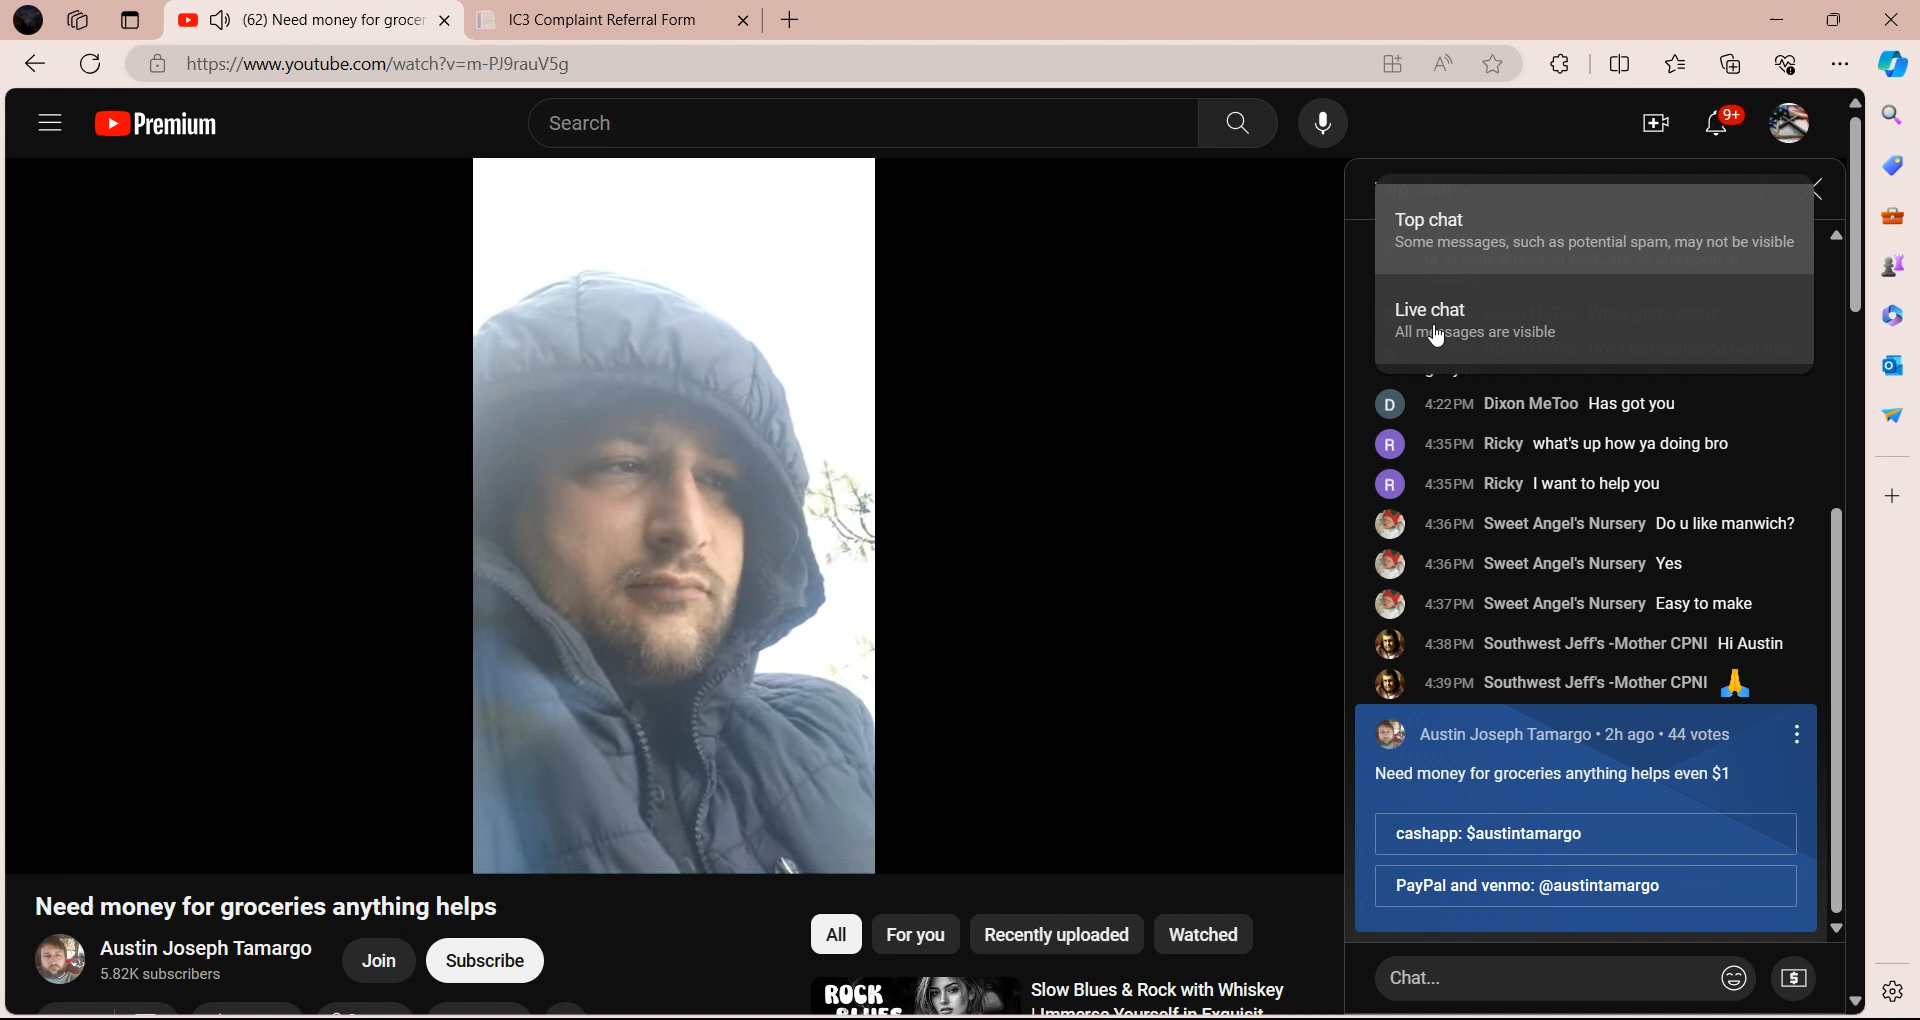 (62) Need money for grocer
IC3 Complaint Referral Form
https://www.youtube.com/watch?v=m-PJ9rauV5g
Premium
Search
9+
Top chat
Some messages, such as potential spam, may not be visible
Live chat
All messages are visible
D 4:22PM Dixon MeToo Has got you
R 4:35PM Ricky what's up how ya doing bro
R 4:35PM Ricky I want to help you
4:36PM Sweet Angel's Nursery Do u like manwich?
4:36PM Sweet Angel's Nursery Yes
4:37PM Sweet Angel's Nursery Easy to make
4:38PM Southwest Jeff's -Mother CPNI Hi Austin
4:39PM Southwest Jeff's -Mother CPNI 🙏
Austin Joseph Tamargo • 2h ago • 44 votes
Need money for groceries anything helps even $1
cashapp: $austintamargo
PayPal and venmo: @austintamargo
Chat...
Need money for groceries anything helps
Austin Joseph Tamargo
5.82K subscribers
Join
Subscribe
All
For you
Recently uploaded
Watched
ROCK
BLUES
Slow Blues & Rock with Whiskey
| Immerse Yourself in Exquisit